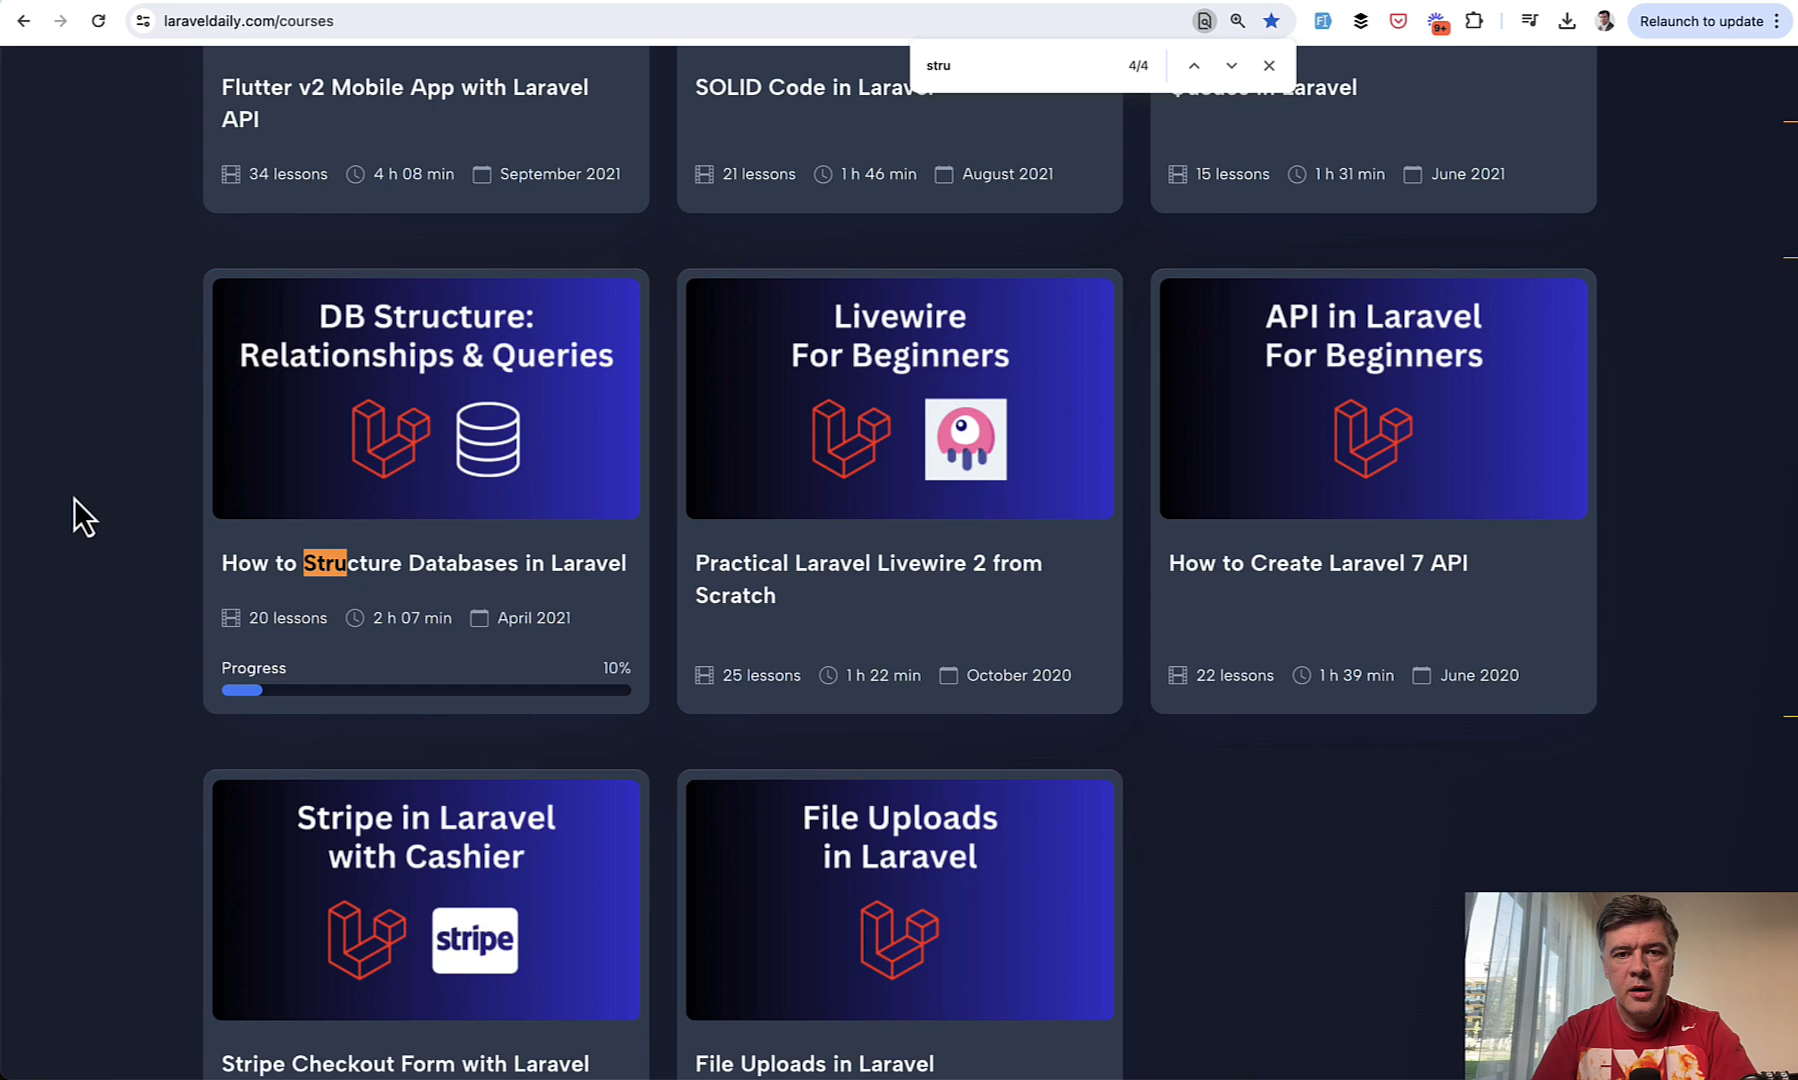 laraveldaily.com/courses
9+
Relaunch to update
stru
4/4
Flutter v2 Mobile App with Laravel
API
34 lessons 4 h 08 min September 2021
SOLID Code in
21 lessons 1 h 46 min August 2021
in Laravel
15 lessons 1 h 31 min June 2021
DB Structure:
Relationships & Queries
How to Structure Databases in Laravel
20 lessons 2 h 07 min April 2021
Progress 10%
Livewire
For Beginners
Practical Laravel Livewire 2 from
Scratch
25 lessons 1 h 22 min October 2020
API in Laravel
For Beginners
How to Create Laravel 7 API
22 lessons 1 h 39 min June 2020
Stripe in Laravel
with Cashier
stripe
Stripe Checkout Form with Laravel
File Uploads
in Laravel
File Uploads in Laravel